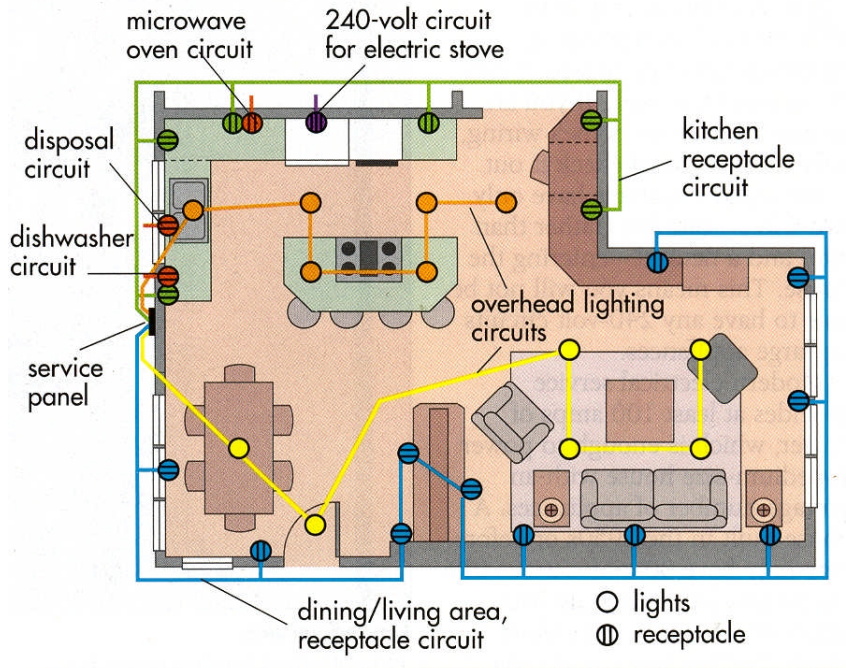 microwave
oven circuit
240-volt circuit
for electric stove
disposal
circuit
kitchen
receptacle
circuit
dishwasher
circuit
overhead lighting
circuits
service
panel
dining/living area,
receptacle circuit
lights
receptacle